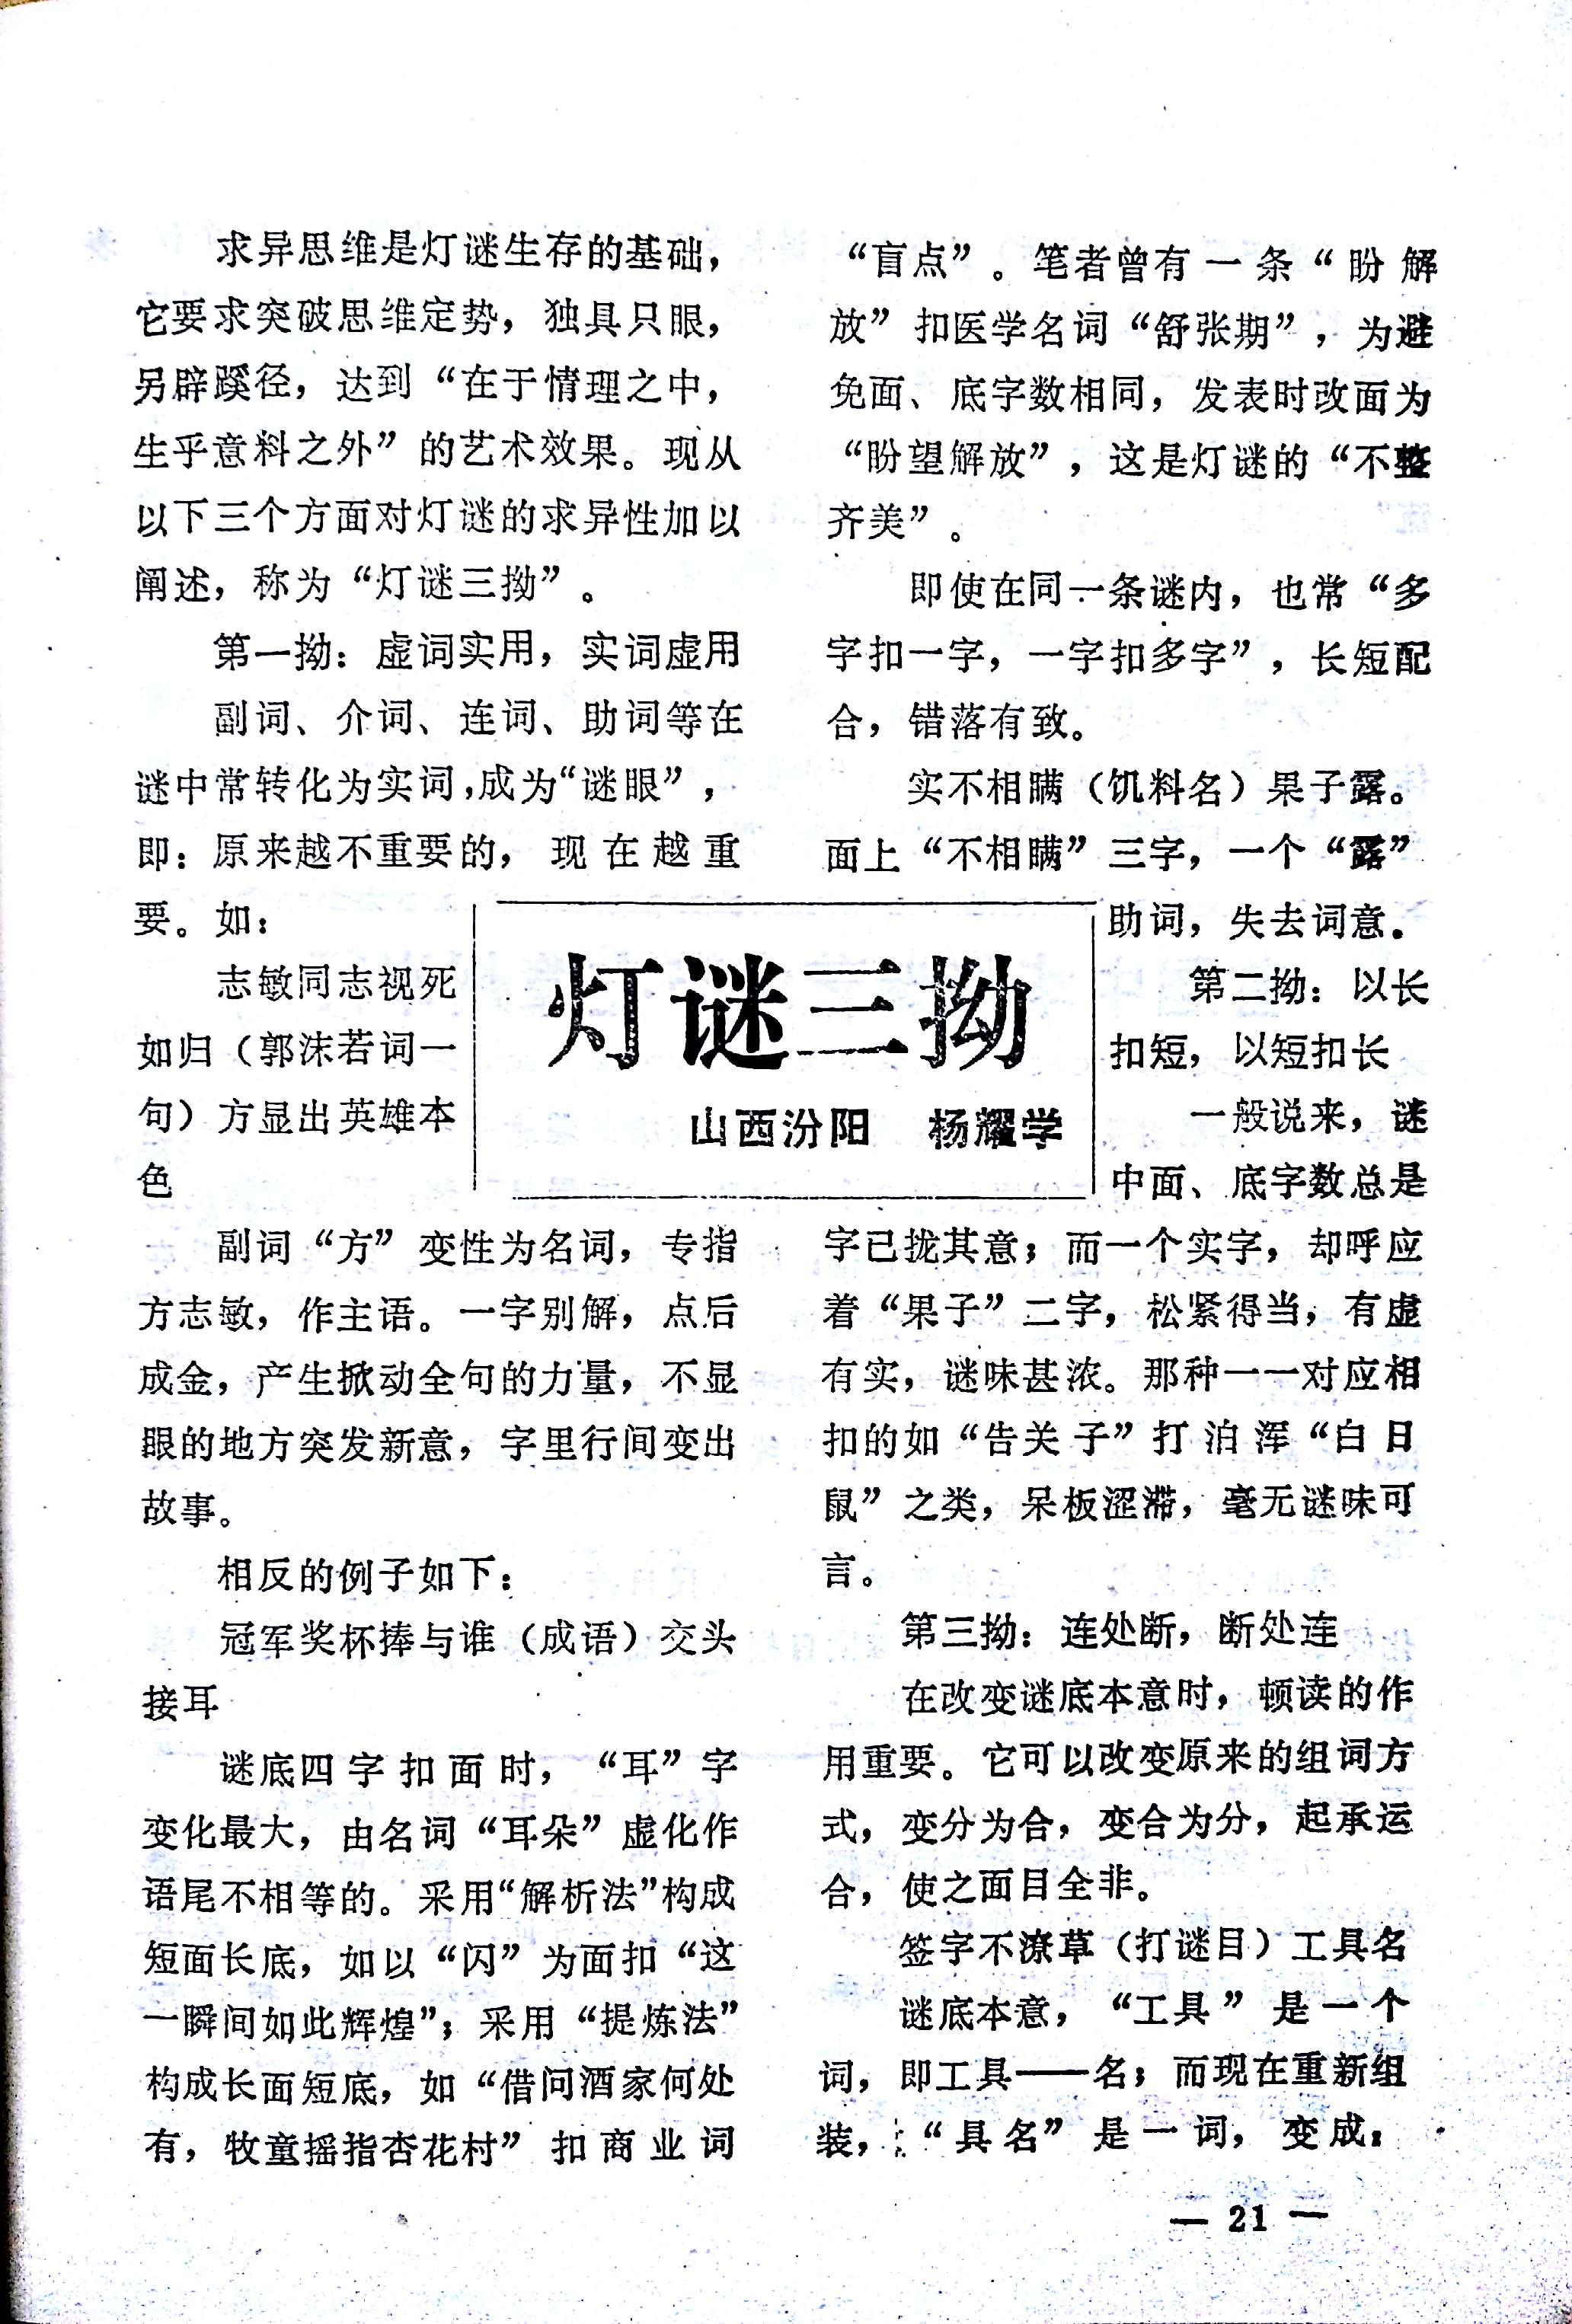 求异思维是灯谜生存的基础，
它要求突破思维定势，独具只眼，
另辟蹊径，达到“在于情理之中，
生乎意料之外”的艺术效果。现从
以下三个方面对灯谜的求异性加以
阐述，称为“灯谜三拗”。
第一拗：虚词实用，实词虚用
副词、介词、连词、助词等在
谜中常转化为实词，成为“谜眼”，
即：原来越不重要的，现在越重
要。如：
志敏同志视死
如归（郭沫若词一
句）方显出英雄本
色
副词“方”变性为名词，专指
方志敏，作主语。一字别解，点后
成金，产生掀动全句的力量，不显
眼的地方突发新意，字里行间变出
故事。
相反的例子如下：
冠军奖杯捧与谁（成语）交头
接耳
谜底四字扣面时，“耳”字
变化最大，由名词“耳朵”虚化作
语尾不相等的。采用“解析法”构成
短面长底，如以“闪”为面扣“这
一瞬间如此辉煌”；采用“提炼法”
构成长面短底，如“借问酒家何处
有，牧童摇指杏花村”扣商业词
灯谜三拗
山西汾阳 杨耀学
“盲点”。笔者曾有一条“盼解
放”扣医学名词“舒张期”，为避
免面、底字数相同，发表时改面为
“盼望解放”，这是灯谜的“不整
齐美”。
即使在同一条谜内，也常“多
字扣一字，一字扣多字”，长短配
合，错落有致。
实不相瞒（饥料名）果子露。
面上“不相瞒”三字，一个“露”
助词，失去词意。
第二拗：以长
扣短，以短扣长
一般说来，谜
中面、底字数总是
字已拢其意；而一个实字，却呼应
着“果子”二字，松紧得当，有虚
有实，谜味甚浓。那种一一对应相
扣的如“告关子”打泊浑“白日
鼠”之类，呆板涩滞，毫无谜味可
言。
第三拗：连处断，断处连
在改变谜底本意时，顿读的作
用重要。它可以改变原来的组词方
式，变分为合，变合为分，起承运
合，使之面目全非。
签字不潦草（打谜目）工具名
谜底本意，“工具”是一个
词，即工具——名；而现在重新组
装，“具名”是一词，变成：
— 21 —